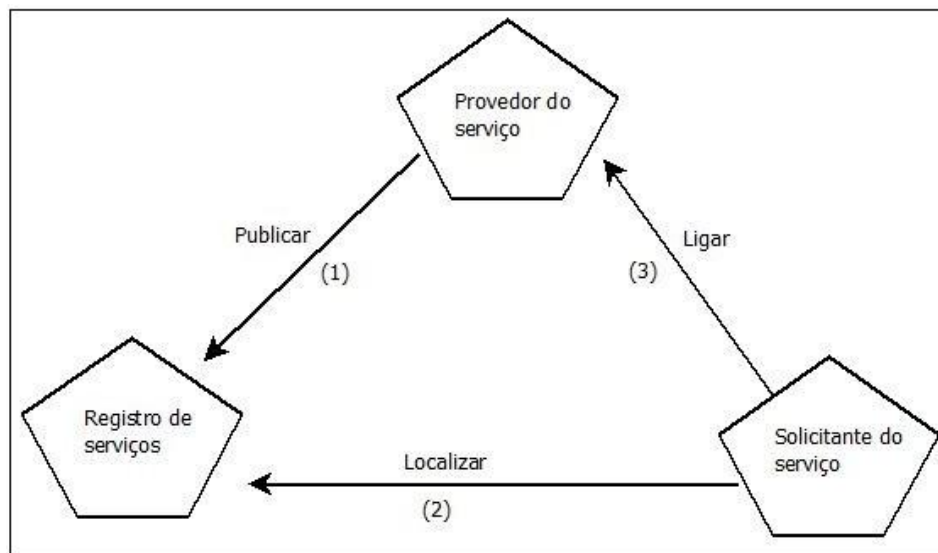 Provedor do
serviço
Publicar
(1)
Ligar
(3)
Registro de
serviços
Localizar
(2)
Solicitante do
serviço